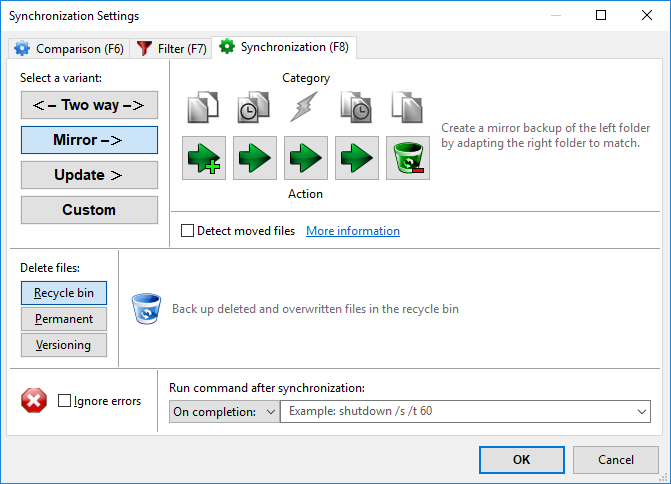 Synchronization Settings
Comparison (F6)
Filter (F7)
Synchronization (F8)
Select a variant:
< – Two way – >
Mirror – >
Update >
Custom
Category
Action
Create a mirror backup of the left folder
by adapting the right folder to match.
Detect moved files
More information
Delete files:
Recycle bin
Permanent
Versioning
Back up deleted and overwritten files in the recycle bin
Ignore errors
Run command after synchronization:
On completion:
Example: shutdown /s /t 60
OK
Cancel